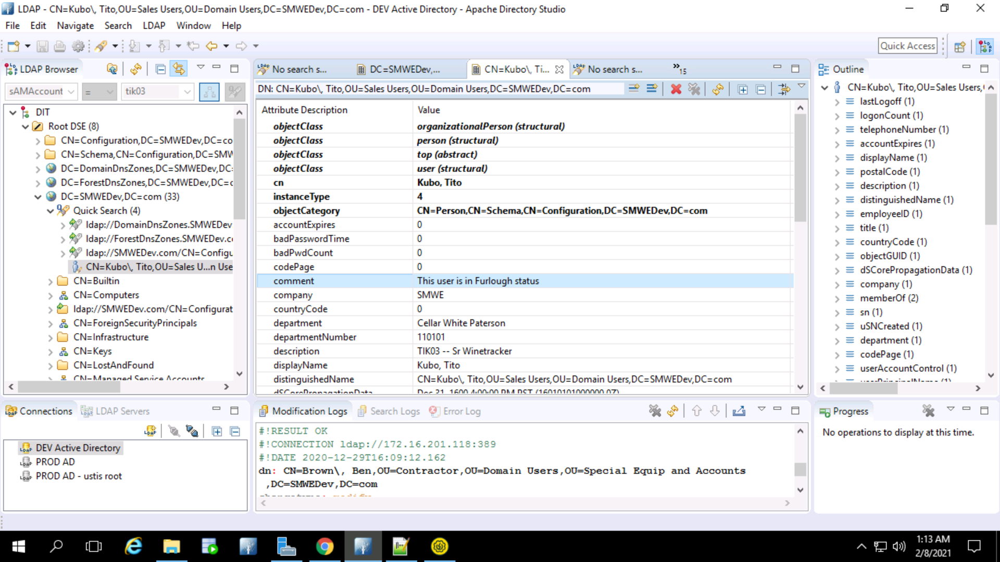 LDAP - CN=Kubo\, Tito,OU=Sales Users,OU=Domain Users,DC=SMWEDev,DC=com - DEV Active Directory - Apache Directory Studio
File Edit Navigate Search LDAP Window Help
Quick Access
LDAP Browser
sAMAccount = tik03
DIT
Root DSE (8)
CN=Configuration,DC=SMWEDev,DC=co
CN=Schema,CN=Configuration,DC=SMW
DC=DomainDnsZones,DC=SMWEDev,DC=
DC=ForestDnsZones,DC=SMWEDev,DC=c
DC=SMWEDev,DC=com (33)
Quick Search (4)
ldap://DomainDnsZones.SMWEDev
ldap://ForestDnsZones.SMWEDev.c
ldap://SMWEDev.com/CN=Configu
CN=Kubo\, Tito,OU=Sales U...n Use
CN=Builtin
CN=Computers
ldap://SMWEDev.com/CN=Configurat
CN=ForeignSecurityPrincipals
CN=Infrastructure
CN=Keys
CN=LostAndFound
CN=Managed Service Accounts
No search s... DC=SMWEDev,... CN=Kubo\, Ti... No search s... »15
DN: CN=Kubo\, Tito,OU=Sales Users,OU=Domain Users,DC=SMWEDev,DC=com
Attribute Description Value
objectClass organizationalPerson (structural)
objectClass person (structural)
objectClass top (abstract)
objectClass user (structural)
cn Kubo, Tito
instanceType 4
objectCategory CN=Person,CN=Schema,CN=Configuration,DC=SMWEDev,DC=com
accountExpires 0
badPasswordTime 0
badPwdCount 0
codePage 0
comment This user is in Furlough status
company SMWE
countryCode 0
department Cellar White Paterson
departmentNumber 110101
description TIK03 -- Sr Winetracker
displayName Kubo, Tito
distinguishedName CN=Kubo\, Tito,OU=Sales Users,OU=Domain Users,DC=SMWEDev,DC=com
dSCorePropagationData Dec 31, 1600 4:00:00 PM PST (16010101000000.0Z)
Outline
CN=Kubo\, Tito,OU=Sales Users,
lastLogoff (1)
logonCount (1)
telephoneNumber (1)
accountExpires (1)
displayName (1)
postalCode (1)
description (1)
distinguishedName (1)
employeeID (1)
title (1)
countryCode (1)
objectGUID (1)
dSCorePropagationData (1)
company (1)
memberOf (2)
sn (1)
uSNCreated (1)
department (1)
codePage (1)
userAccountControl (1)
userPrincipalName (1)
Connections LDAP Servers
DEV Active Directory
PROD AD
PROD AD - ustis root
Modification Logs Search Logs Error Log
#!RESULT OK
#!CONNECTION ldap://172.16.201.118:389
#!DATE 2020-12-29T16:09:12.162
dn: CN=Brown\, Ben,OU=Contractor,OU=Domain Users,OU=Special Equip and Accounts
,DC=SMWEDev,DC=com
changetype: modify
Progress
No operations to display at this time.
1:13 AM
2/8/2021